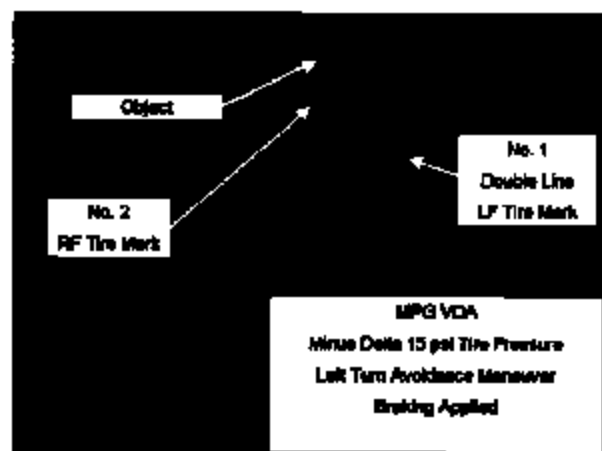 Object
No. 1
Double Line
LF Tire Mark
No. 2
RF Tire Mark
MPG VDA
Minus Delta 15 psi Tire Pressure
Left Turn Avoidance Maneuver
Braking Applied